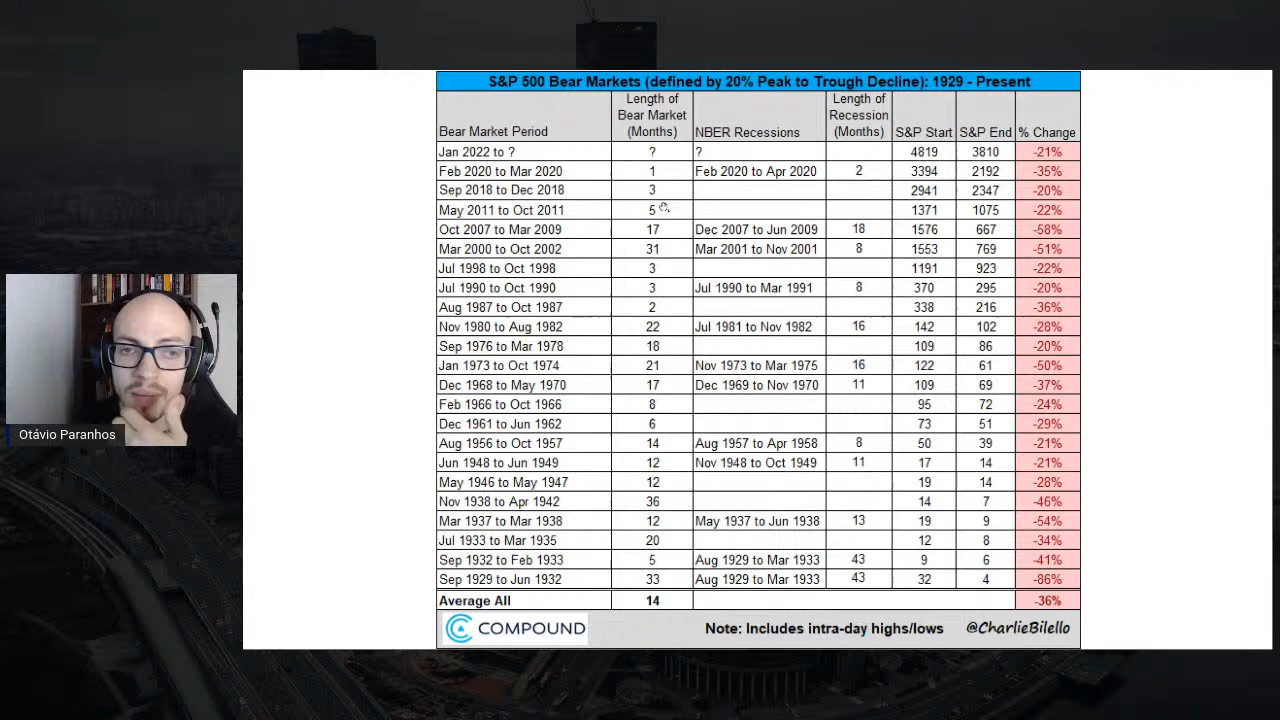 S&P 500 Bear Markets (defined by 20% Peak to Trough Decline): 1929 - Present
Bear Market Period Length of Bear Market (Months) NBER Recessions Length of Recession (Months) S&P Start S&P End % Change
Jan 2022 to ? ? ? 4819 3810 -21%
Feb 2020 to Mar 2020 1 Feb 2020 to Apr 2020 2 3394 2192 -35%
Sep 2018 to Dec 2018 3 2941 2347 -20%
May 2011 to Oct 2011 5 1371 1075 -22%
Oct 2007 to Mar 2009 17 Dec 2007 to Jun 2009 18 1576 667 -58%
Mar 2000 to Oct 2002 31 Mar 2001 to Nov 2001 8 1553 769 -51%
Jul 1998 to Oct 1998 3 1191 923 -22%
Jul 1990 to Oct 1990 3 Jul 1990 to Mar 1991 8 370 295 -20%
Aug 1987 to Oct 1987 2 338 216 -36%
Nov 1980 to Aug 1982 22 Jul 1981 to Nov 1982 16 142 102 -28%
Sep 1976 to Mar 1978 18 109 86 -20%
Jan 1973 to Oct 1974 21 Nov 1973 to Mar 1975 16 122 61 -50%
Dec 1968 to May 1970 17 Dec 1969 to Nov 1970 11 109 69 -37%
Feb 1966 to Oct 1966 8 95 72 -24%
Dec 1961 to Jun 1962 6 73 51 -29%
Aug 1956 to Oct 1957 14 Aug 1957 to Apr 1958 8 50 39 -21%
Jun 1948 to Jun 1949 12 Nov 1948 to Oct 1949 11 17 14 -21%
May 1946 to May 1947 12 19 14 -28%
Nov 1938 to Apr 1942 36 14 7 -46%
Mar 1937 to Mar 1938 12 May 1937 to Jun 1938 13 19 9 -54%
Jul 1933 to Mar 1935 20 12 8 -34%
Sep 1932 to Feb 1933 5 Aug 1929 to Mar 1933 43 9 6 -41%
Sep 1929 to Jun 1932 33 Aug 1929 to Mar 1933 43 32 4 -86%
Average All 14 -36%
COMPOUND Note: Includes intra-day highs/lows @CharlieBilello
Otávio Paranhos